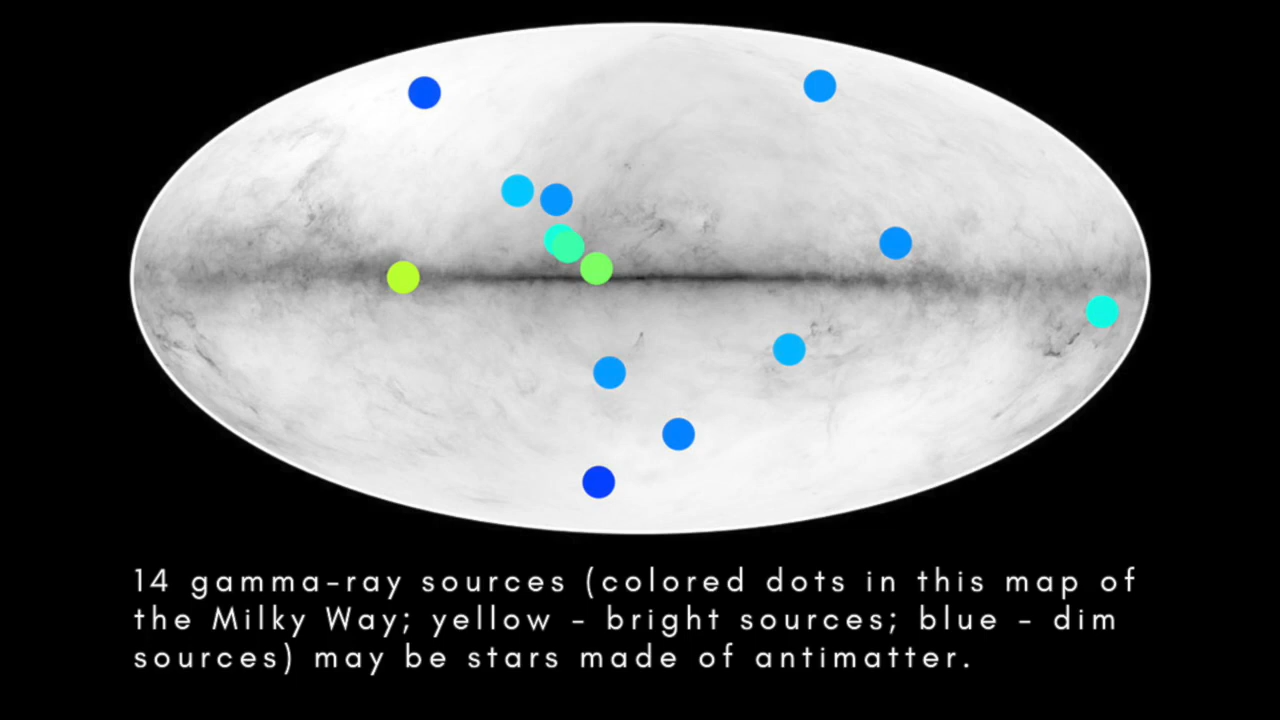 14 gamma-ray sources (colored dots in this map of
the Milky Way; yellow - bright sources; blue - dim
sources) may be stars made of antimatter.